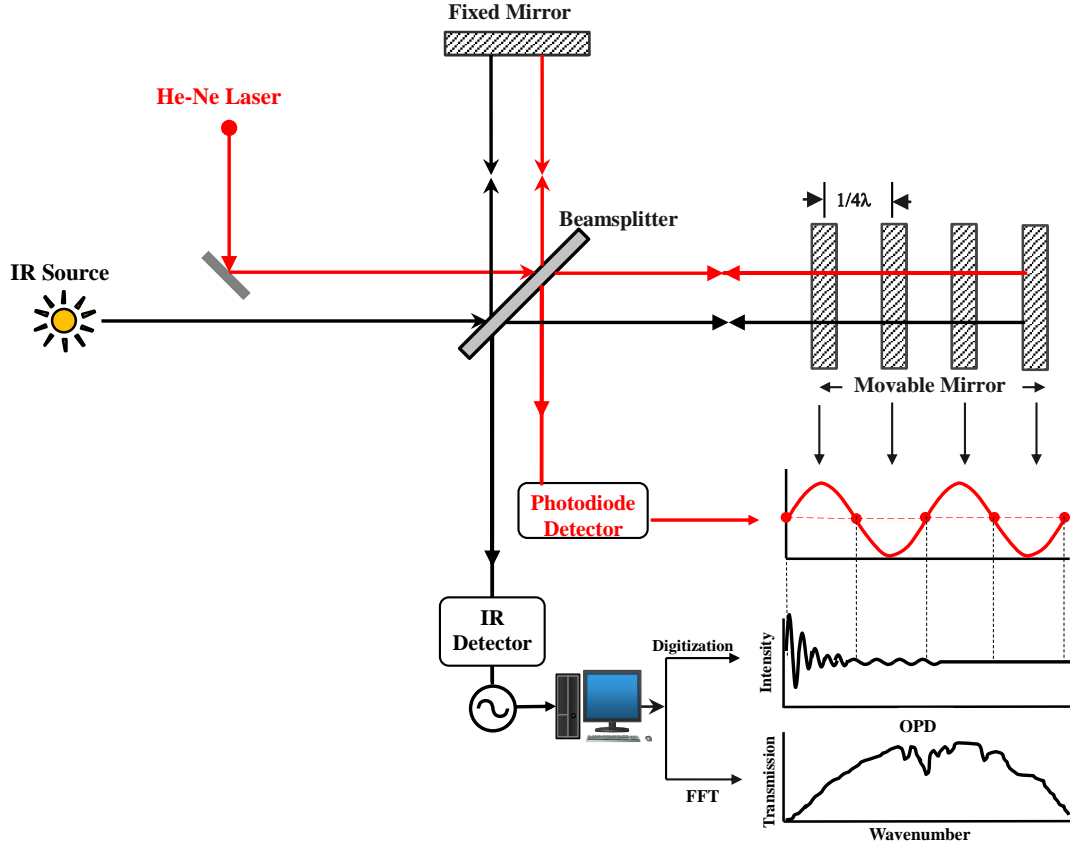 Fixed Mirror
He-Ne Laser
1/4λ
Beamsplitter
IR Source
Movable Mirror
Photodiode
Detector
IR
Detector
Digitization
Intensity
OPD
FFT
Transmission
Wavenumber